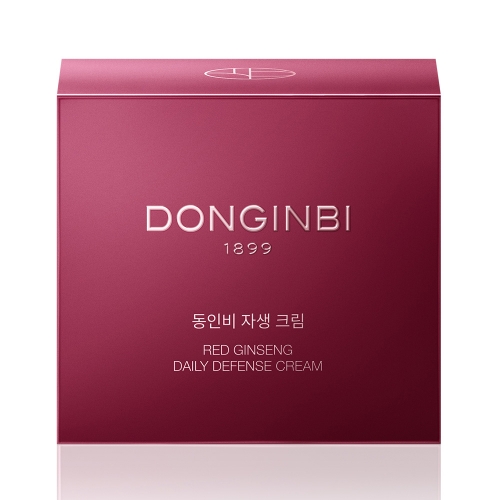 DONGINBI
1899
동인비 자생 크림
RED GINSENG
DAILY DEFENSE CREAM